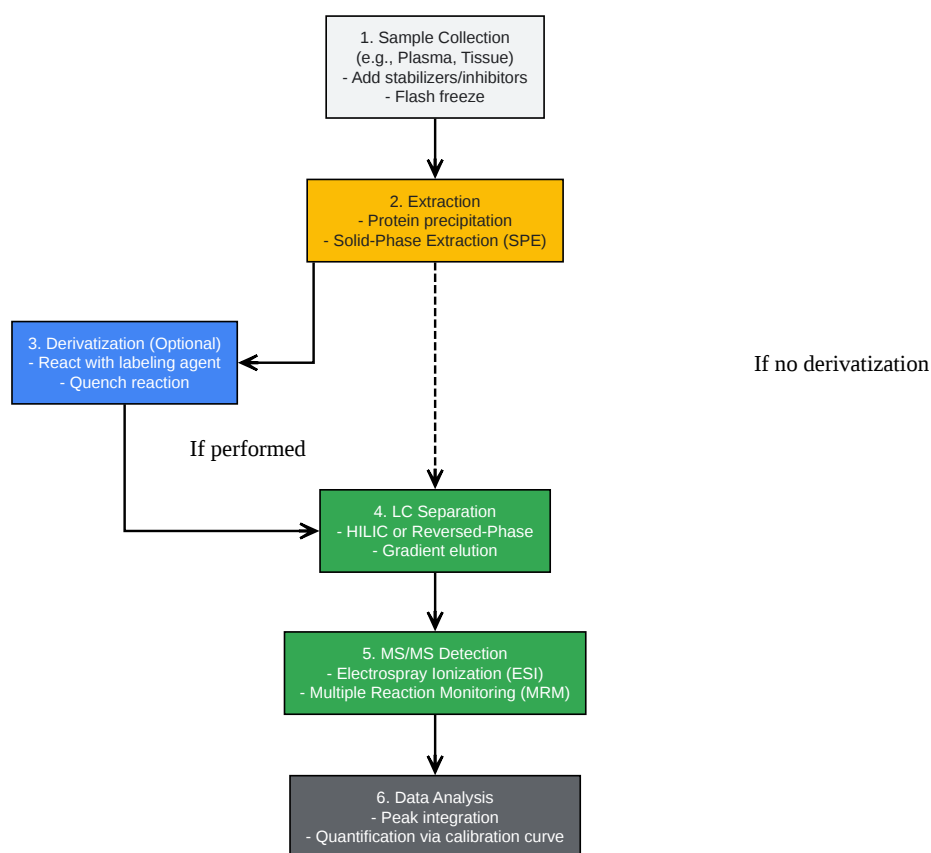 1. Sample Collection
(e.g., Plasma, Tissue)
- Add stabilizers/inhibitors
- Flash freeze
2. Extraction
- Protein precipitation
- Solid-Phase Extraction (SPE)
3. Derivatization (Optional)
- React with labeling agent
- Quench reaction
If no derivatization
If performed
4. LC Separation
- HILIC or Reversed-Phase
- Gradient elution
5. MS/MS Detection
- Electrospray Ionization (ESI)
- Multiple Reaction Monitoring (MRM)
6. Data Analysis
- Peak integration
- Quantification via calibration curve